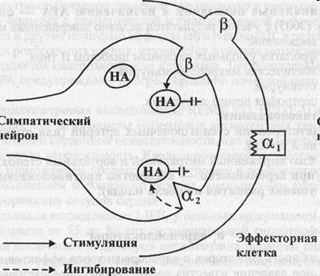 β
β
НА
НА
Симпатический
нейрон
α₁
НА
α₂
Стимуляция
Эффекторная
Ингибирование
клетка